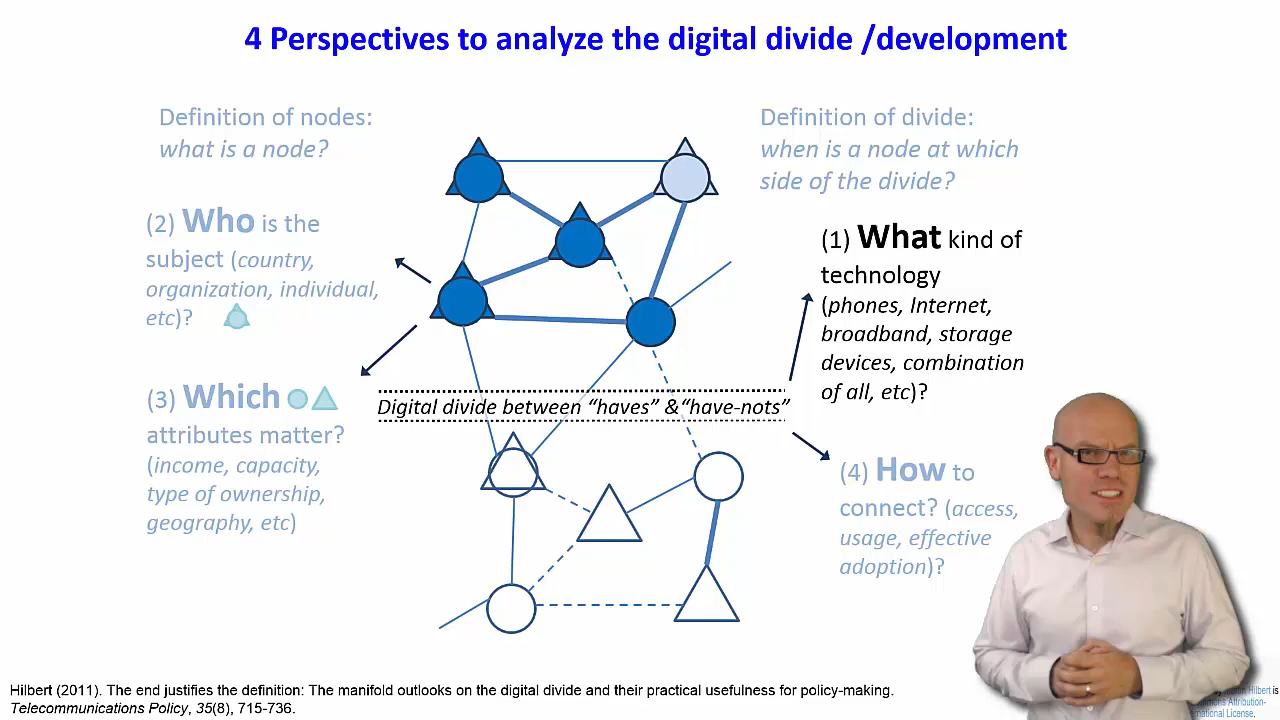 4 Perspectives to analyze the digital divide /development
Definition of nodes:
what is a node?
(2) Who is the
subject (country,
organization, individual,
etc)?
(3) Which
attributes matter?
(income, capacity,
type of ownership,
geography, etc)
Digital divide between “haves” &“have-nots”
Definition of divide:
when is a node at which
side of the divide?
(1) What kind of
technology
(phones, Internet,
broadband, storage
devices, combination
of all, etc)?
(4) How to
connect? (access,
usage, effective
adoption)?
Hilbert (2011). The end justifies the definition: The manifold outlooks on the digital divide and their practical usefulness for policy-making.
Telecommunications Policy, 35(8), 715-736.
Hilbert is
Attribution-
License.